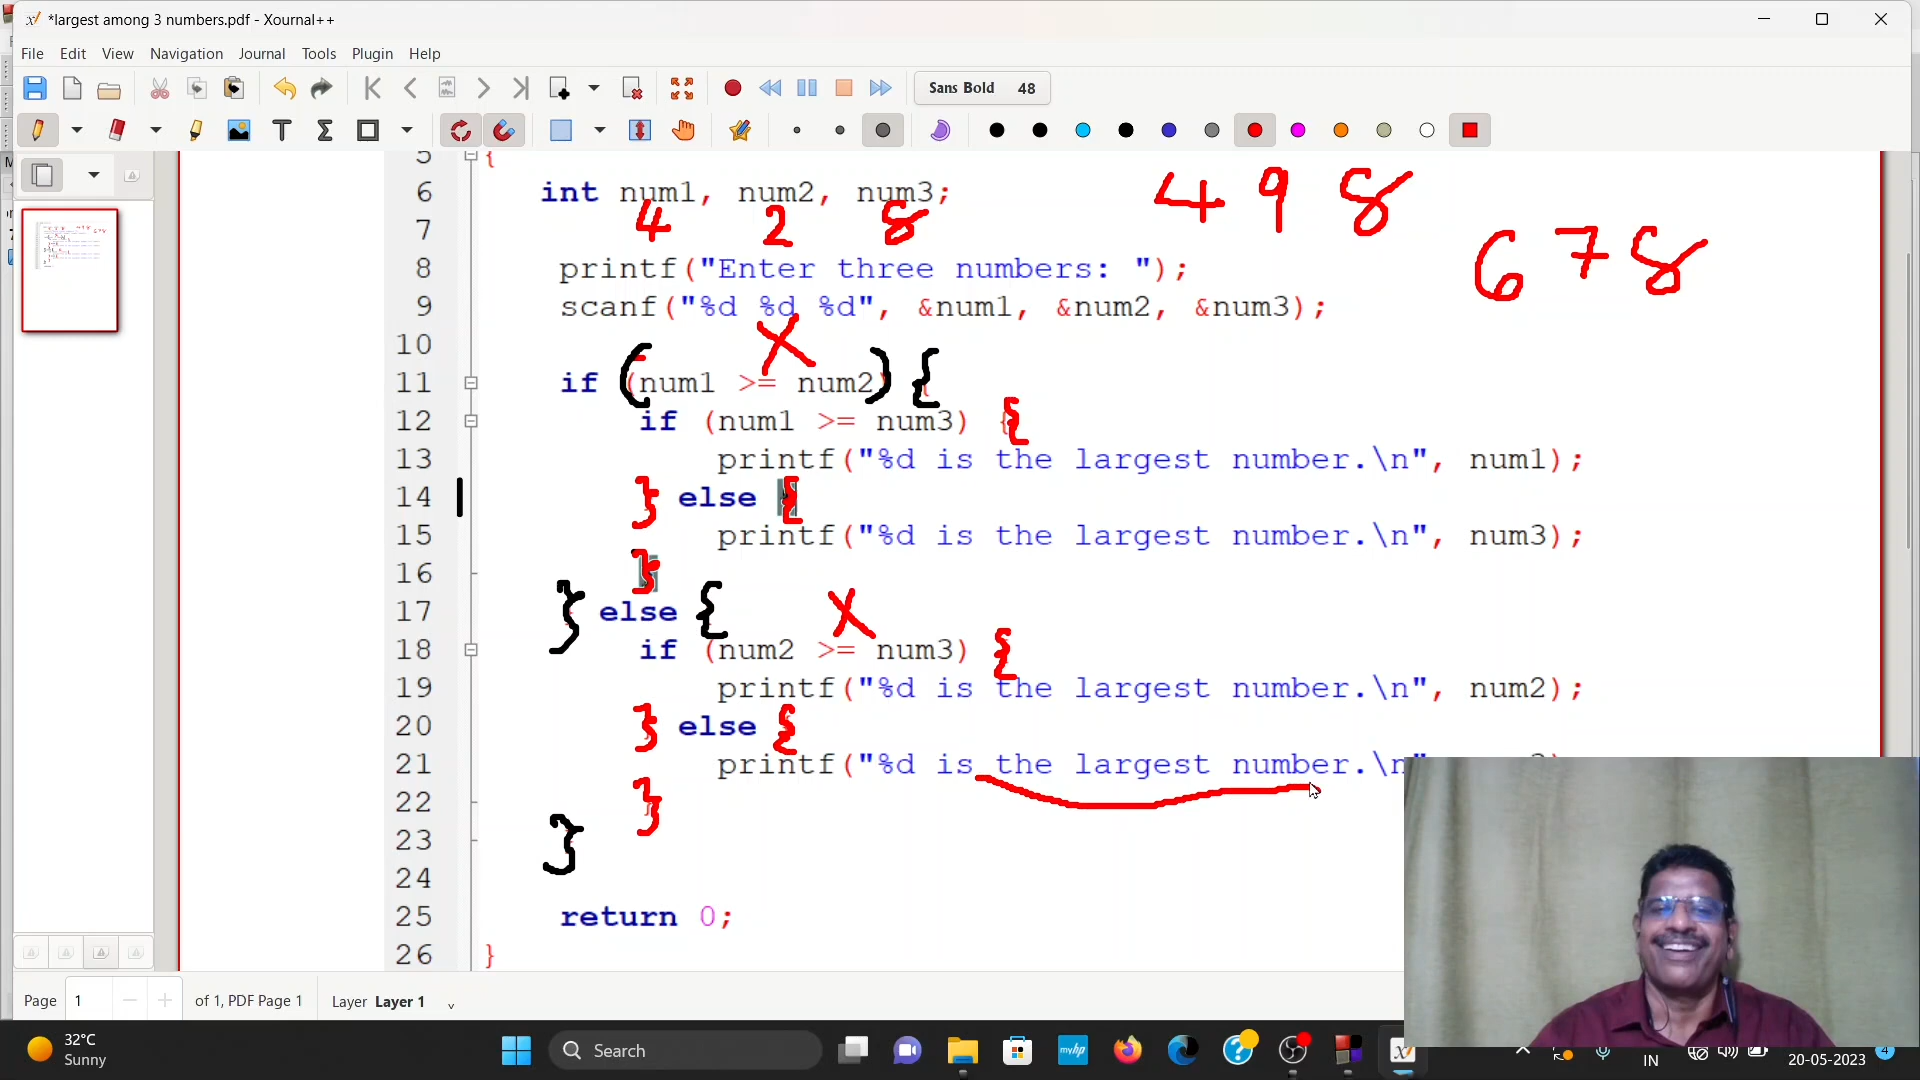 *largest among 3 numbers.pdf - Xournal++
File Edit View Navigation Journal Tools Plugin Help
Sans Bold 48
5 {
6 int num1, num2, num3;
4 9 8
7 4 2 8
6 7 8
8 printf("Enter three numbers: ");
9 scanf("%d %d %d", &num1, &num2, &num3);
10 X
11 if (num1 >= num2) {
12 if (num1 >= num3) {
13 printf("%d is the largest number.\n", num1);
14 } else {
15 printf("%d is the largest number.\n", num3);
16 }
17 } else { X
18 if (num2 >= num3) {
19 printf("%d is the largest number.\n", num2);
20 } else {
21 printf("%d is the largest number.\n"
22 }
23 }
24
25 return 0;
26 }
Page 1 of 1, PDF Page 1 Layer Layer 1
32°C
Sunny
Search
myhp
IN
20-05-2023
4